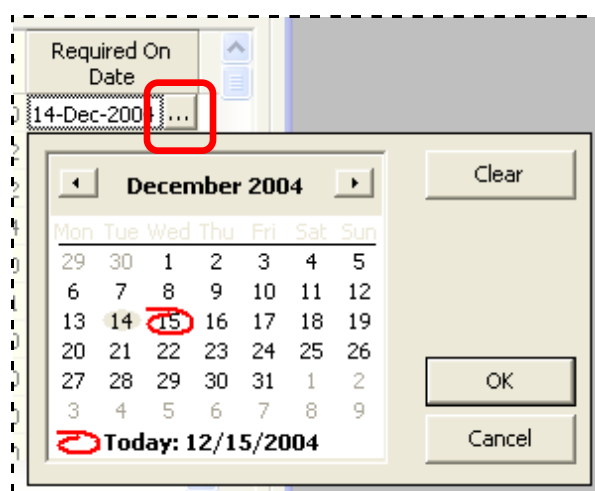 Required On
Date
14-Dec-2004 ...
December 2004
Clear
Mon Tue Wed Thu Fri Sat Sun
29 30 1 2 3 4 5
6 7 8 9 10 11 12
13 14 15 16 17 18 19
20 21 22 23 24 25 26
27 28 29 30 31 1 2
OK
3 4 5 6 7 8 9
Today: 12/15/2004
Cancel